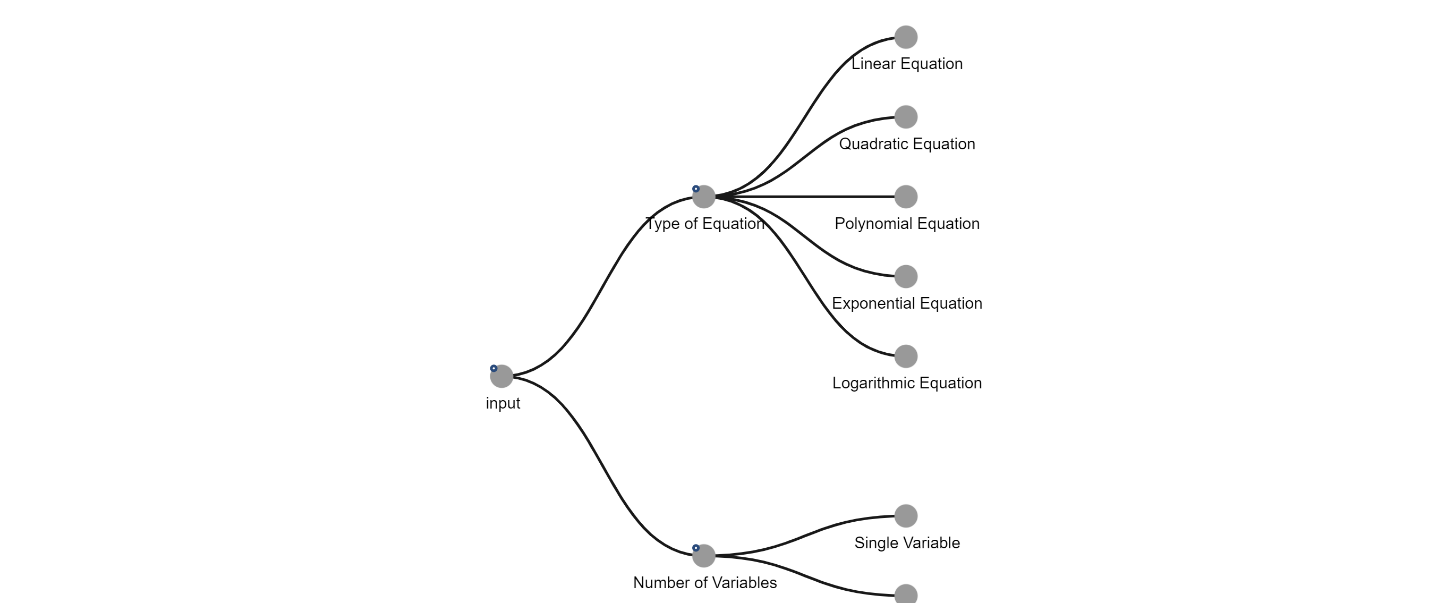 Linear Equation
Quadratic Equation
Type of Equation
Polynomial Equation
Exponential Equation
Logarithmic Equation
input
Single Variable
Number of Variables